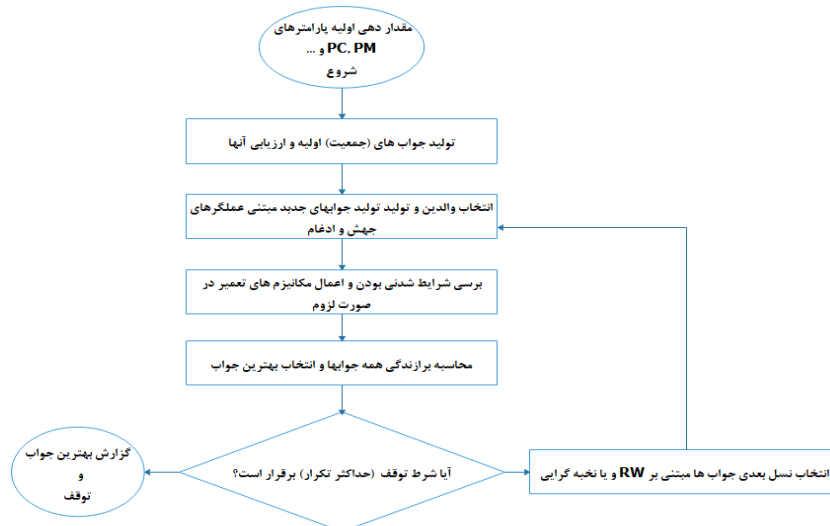 مقدار دهی اولیه پارامترهای
PC، PM و ...
شروع
تولید جواب های (جمعیت) اولیه و ارزیابی آنها
انتخاب والدین و تولید تولید جوابهای جدید مبتنی عملگرهای
جهش و ادغام
برسی شرایط شدنی بودن و اعمال مکانیزم های تعمیر در
صورت لزوم
محاسبه برازندگی همه جوابها و انتخاب بهترین جواب
آیا شرط توقف (حداکثر تکرار) برقرار است؟
انتخاب نسل بعدی جواب ها مبتنی بر RW و یا نخبه گرایی
گزارش بهترین جواب
و
توقف